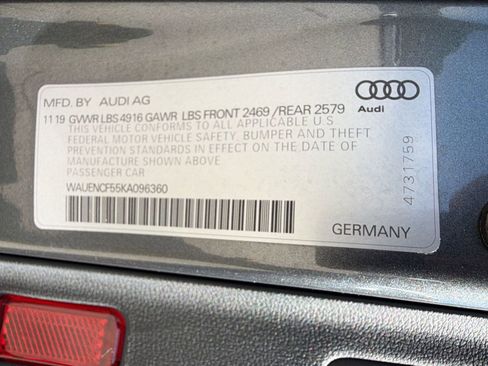 MFD. BY AUDI AG
Audi
11 19 GVWR LBS 4916 GAWR LBS FRONT 2469 /REAR 2579
THIS VEHICLE CONFORMS TO ALL APPLICABLE U S
FEDERAL MOTOR VEHICLE SAFETY, BUMPER AND THEFT
PREVENTION STANDARDS IN EFFECT ON THE DATE
OF MANUFACTURE SHOWN ABOVE
PASSENGER CAR
WAUENCF55KA096360
GERMANY
4731759